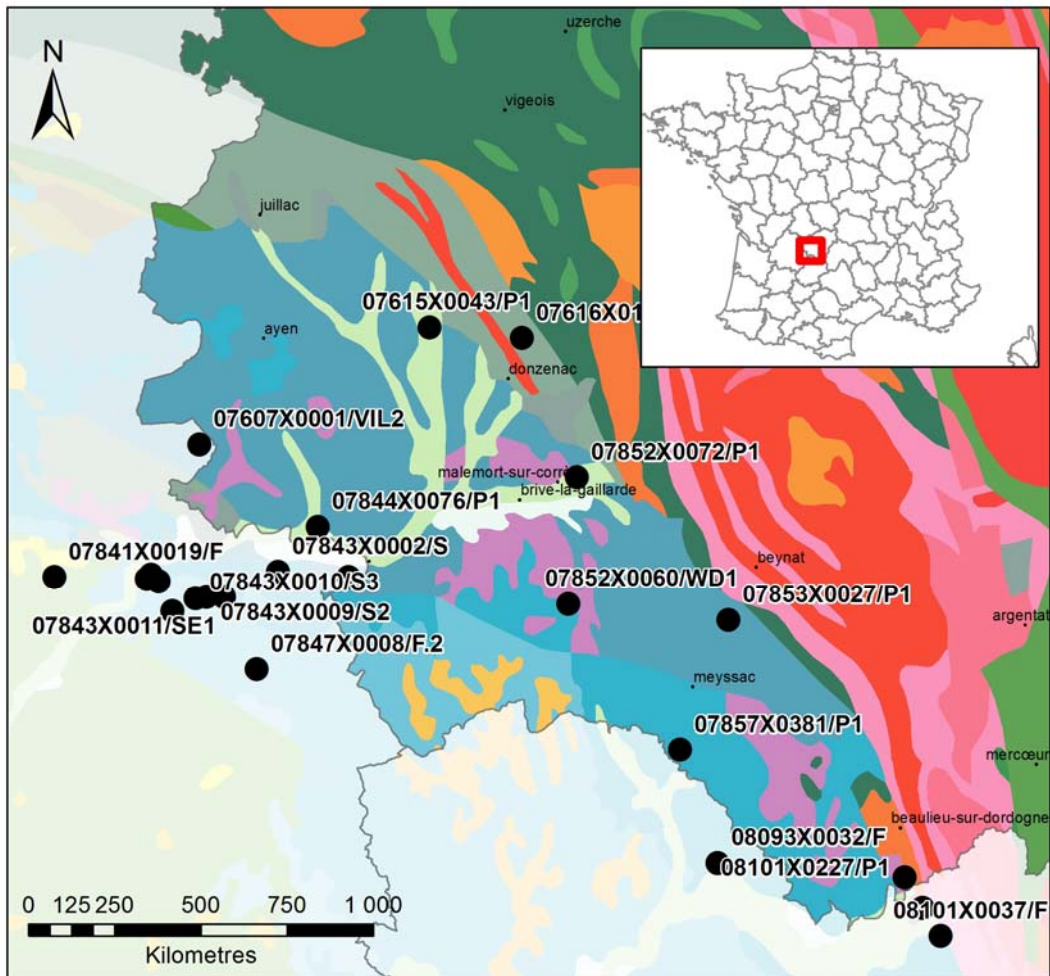 N
uzerche
vigeois
juillac
07615X0043/P1
07616X01
ayen
donzenac
07607X0001/VIL2
07852X0072/P1
malemort-sur-corrè
brive-la-gaillarde
07844X0076/P1
07841X0019/F
07843X0002/S
beynat
07843X0010/S3
07852X0060/WD1
07853X0027/P1
07843X0009/S2
07843X0011/SE1
argentat
07847X0008/F.2
meyssac
07857X0381/P1
mercœur
beaulieu-sur-dordogne
08093X0032/F
08101X0227/P1
08101X0037/F
0 125 250 500 750 1 000
Kilometres